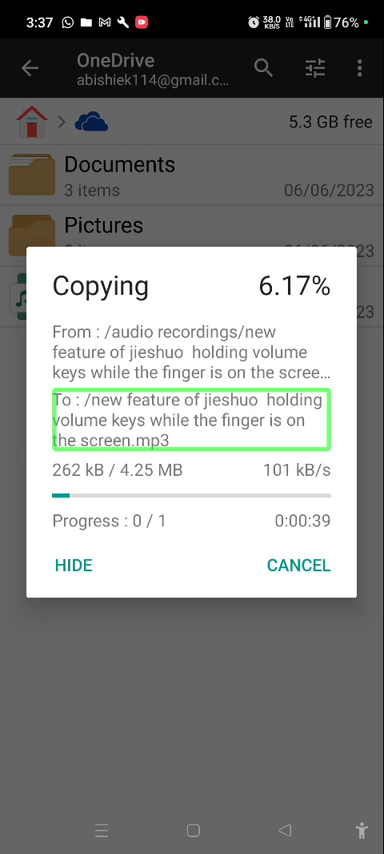 3:37
38.0
KB/S
Vo
LTE
4G
76%
OneDrive
abishiek114@gmail.c...
5.3 GB free
Documents
3 items
06/06/2023
Pictures
Copying
6.17%
From : /audio recordings/new
feature of jieshuo  holding volume
keys while the finger is on the scree...
To : /new feature of jieshuo  holding
volume keys while the finger is on
the screen.mp3
262 kB / 4.25 MB
101 kB/s
Progress : 0 / 1
0:00:39
HIDE
CANCEL